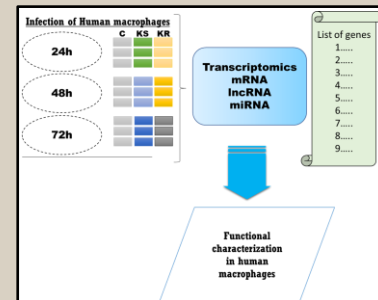 Infection of Human macrophages
C KS KR
24h
48h
72h
Transcriptomics
mRNA
lncRNA
miRNA
List of genes
1.....
2.....
3.....
4.....
5.....
6.....
7.....
8.....
9.....
Functional
characterization
in human
macrophages